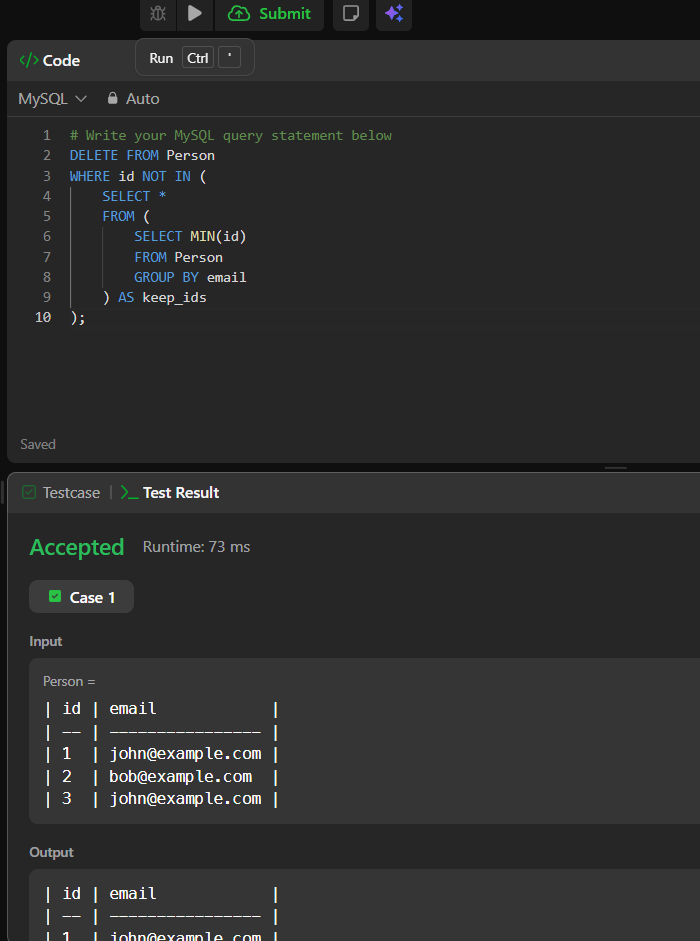 Submit
</> Code
Run Ctrl '
MySQL Auto
1 # Write your MySQL query statement below
2 DELETE FROM Person
3 WHERE id NOT IN (
4 SELECT *
5 FROM (
6 SELECT MIN(id)
7 FROM Person
8 GROUP BY email
9 ) AS keep_ids
10 );
Saved
Testcase | >_ Test Result
Accepted Runtime: 73 ms
Case 1
Input
Person =
| id | email            |
| -- | ---------------- |
| 1  | john@example.com |
| 2  | bob@example.com  |
| 3  | john@example.com |
Output
| id | email            |
| -- | ---------------- |
| 1  | john@example.com |